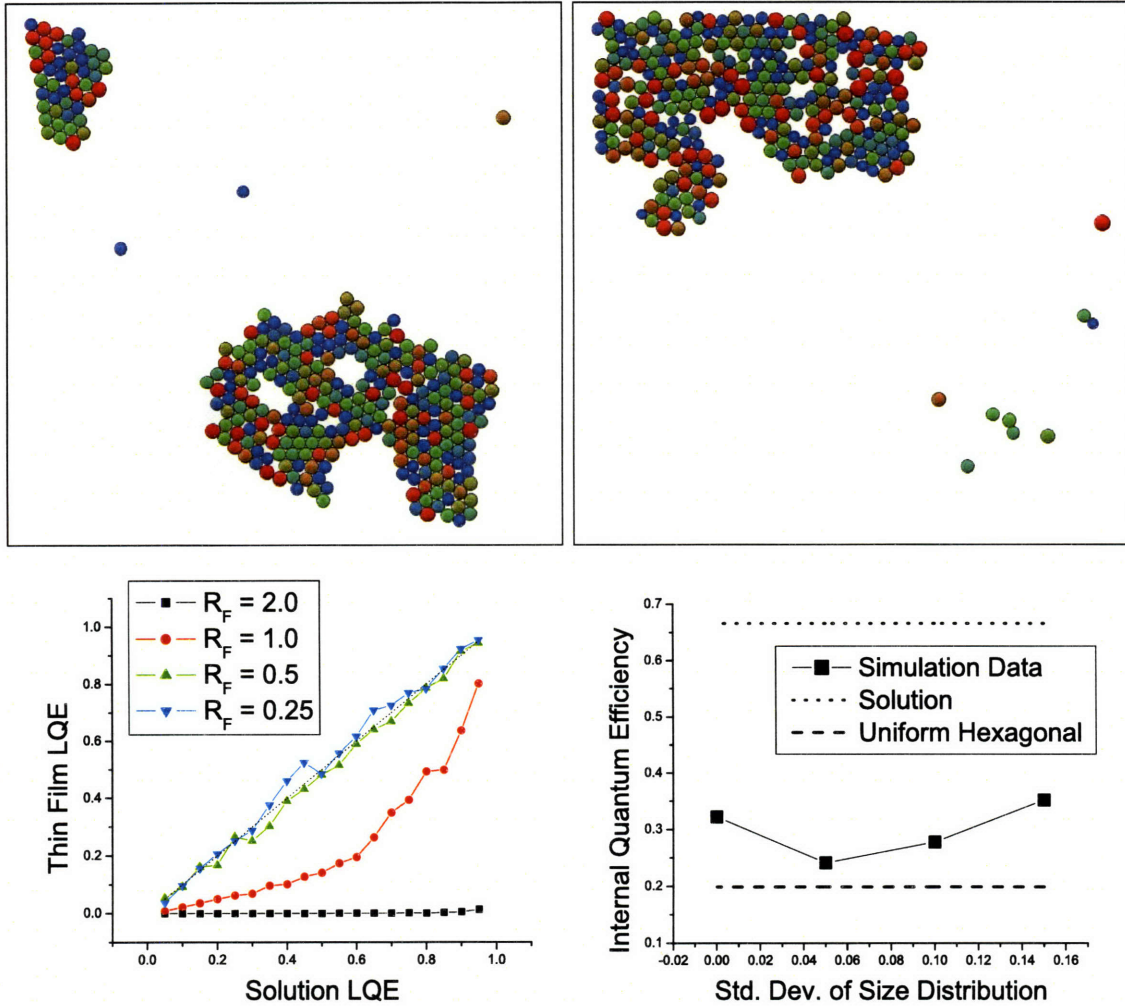 R_F = 2.0
R_F = 1.0
R_F = 0.5
R_F = 0.25
1.0
0.8
0.6
0.4
0.2
0.0
Thin Film LQE
0.0 0.2 0.4 0.6 0.8 1.0
Solution LQE
0.7
0.6
0.5
0.4
0.3
0.2
0.1
Internal Quantum Efficiency
Simulation Data
Solution
Uniform Hexagonal
-0.02 0.00 0.02 0.04 0.06 0.08 0.10 0.12 0.14 0.16
Std. Dev. of Size Distribution